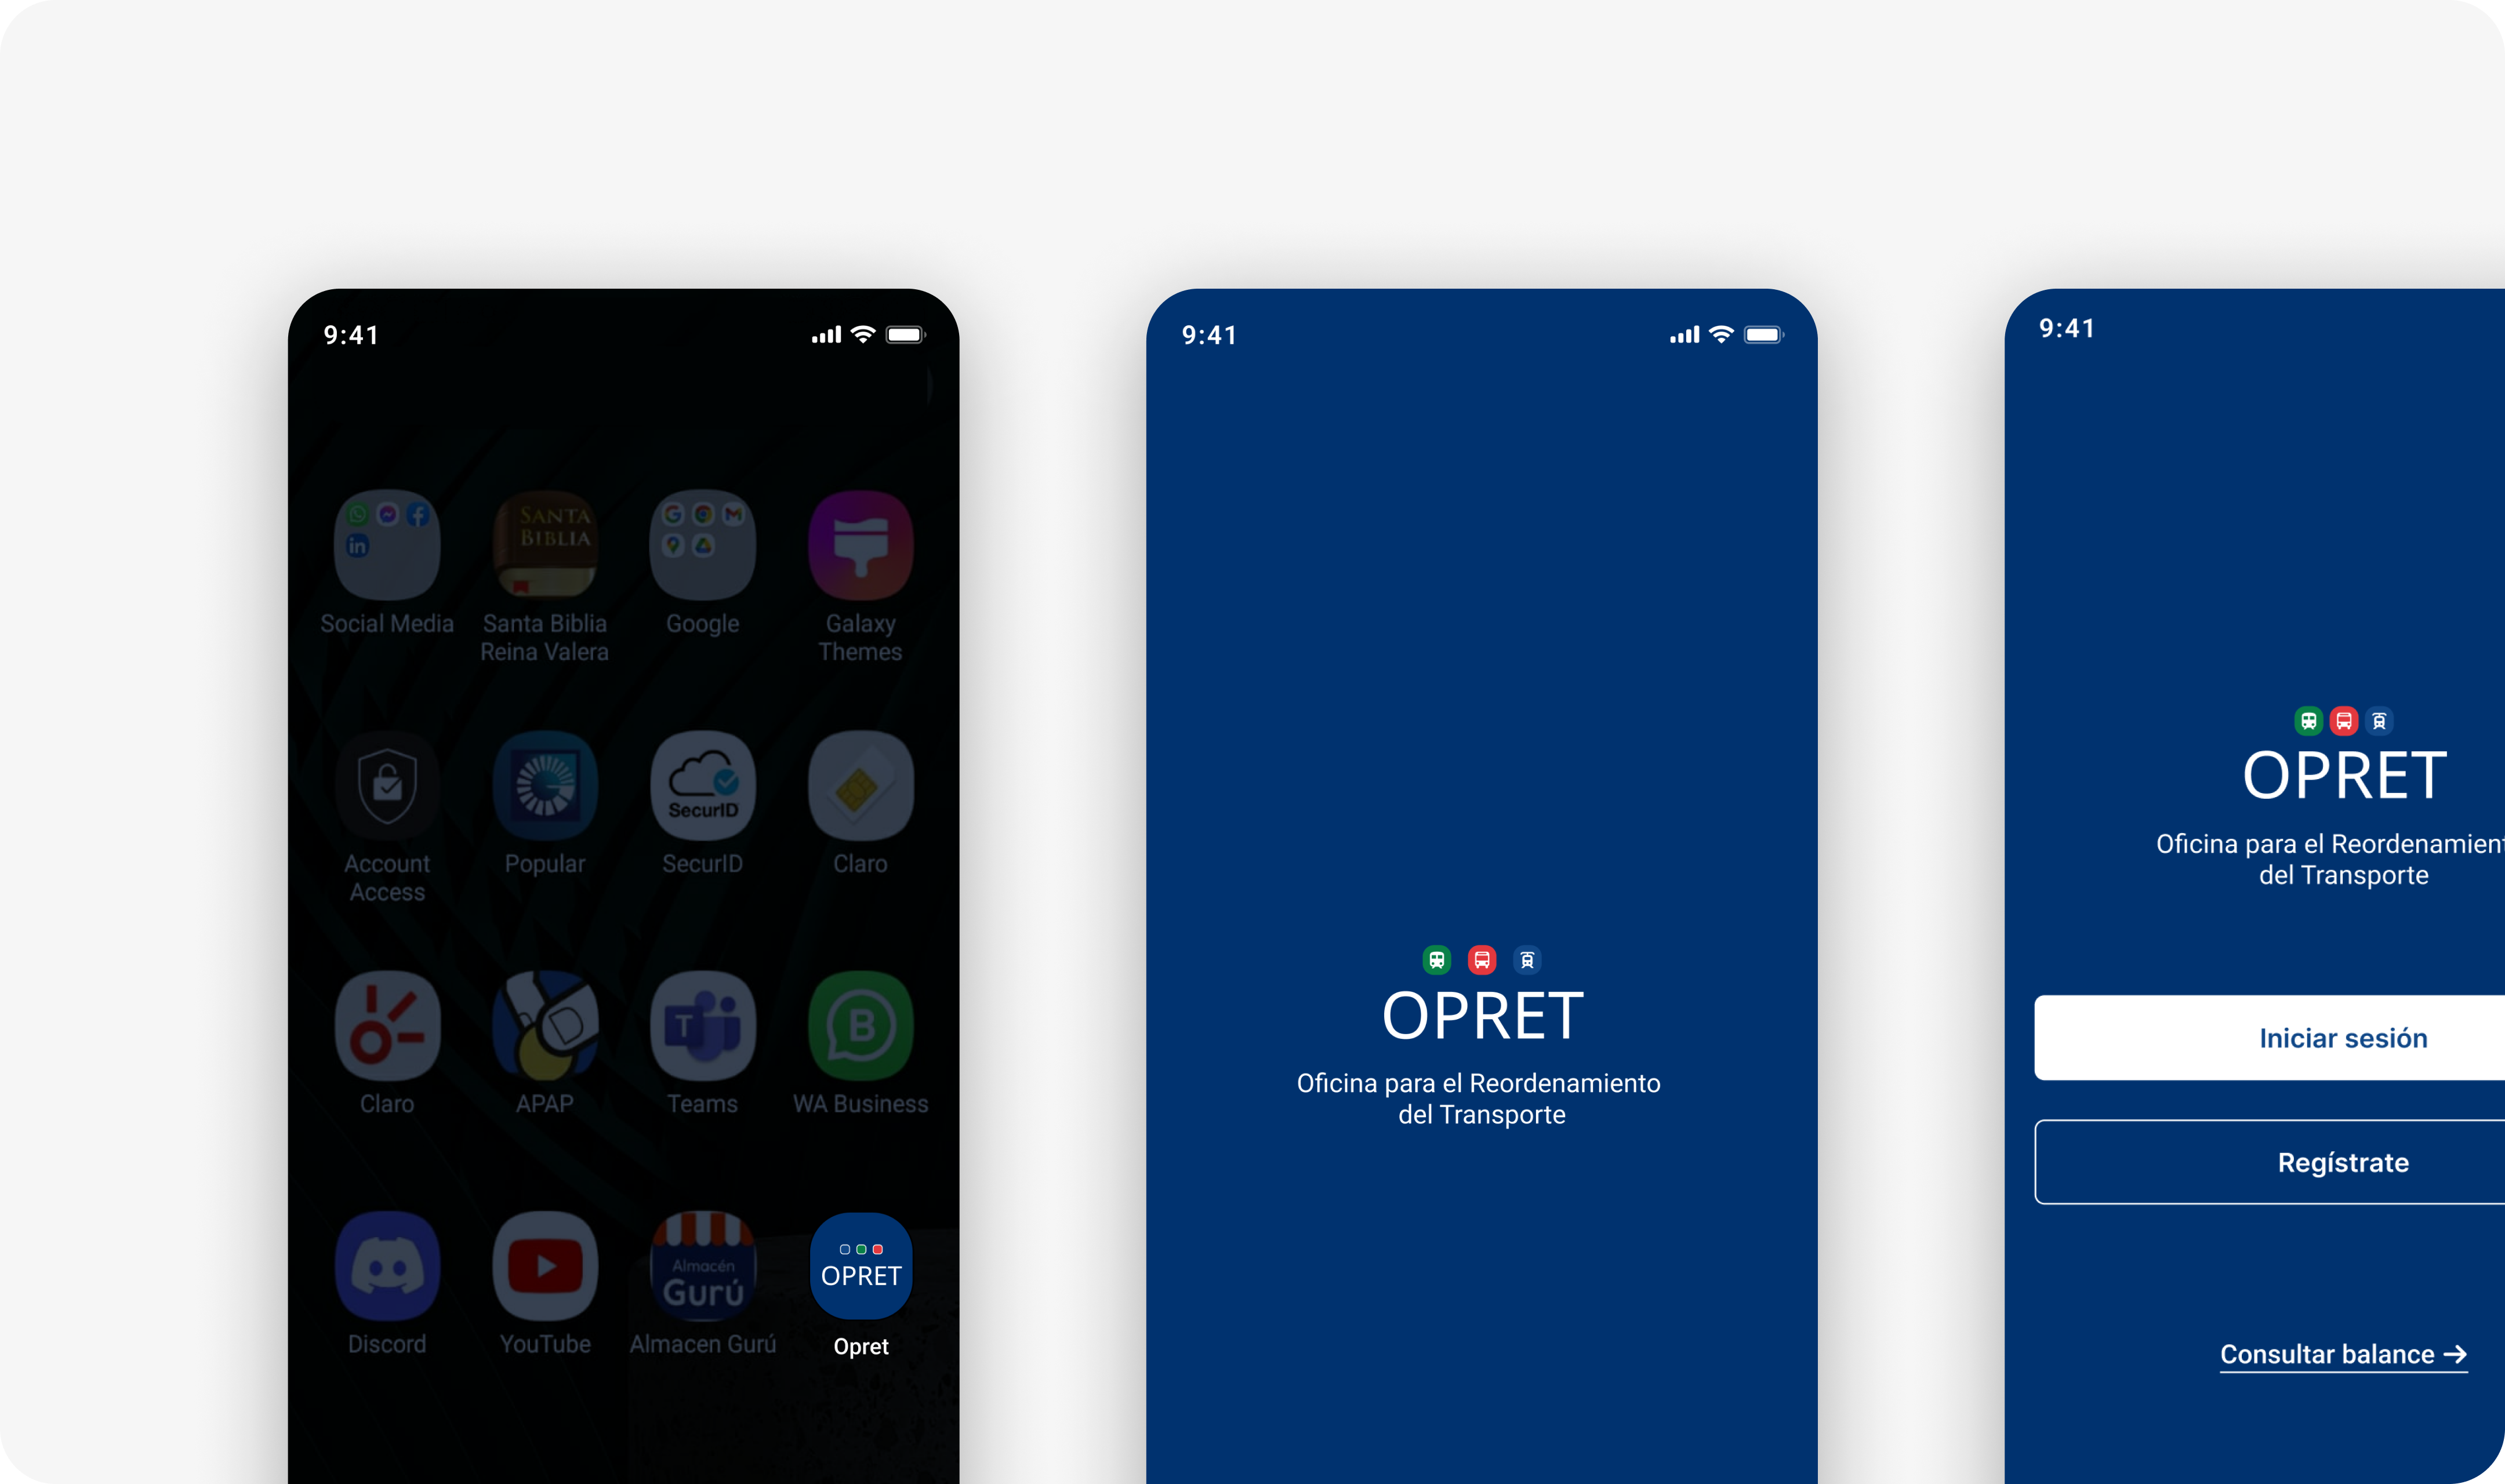 9:41
SANTA
BIBLIA
Social Media
Santa Biblia
Reina Valera
Google
Galaxy
Themes
SecurID
Account
Access
Popular
SecurID
Claro
T
B
Claro
APAP
Teams
WA Business
Almacén
Gurú
OPRET
Discord
YouTube
Almacen Gurú
Opret
9:41
OPRET
Oficina para el Reordenamiento
del Transporte
9:41
OPRET
Oficina para el Reordenamient
del Transporte
Iniciar sesión
Regístrate
Consultar balance →